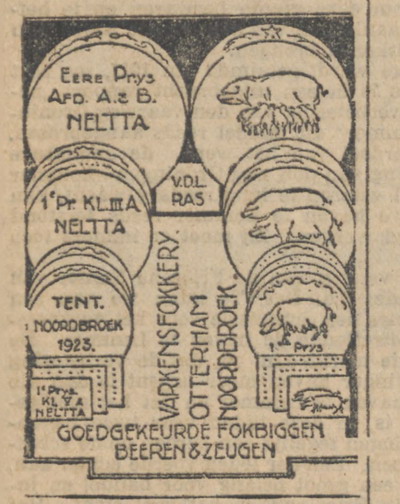 EERE PRYS
AFD. A. & B.
NELTTA
V.D.L.
RAS
1e Pr. KL. III A
NELTTA
TENT.
NOORDBROEK
1923.
1e Prys
KL V A
NELTTA
1e Prys
VARKENSFOKKERY.
OTTERHAM
NOORDBROEK.
GOEDGEKEURDE FOKBIGGEN
BEEREN & ZEUGEN